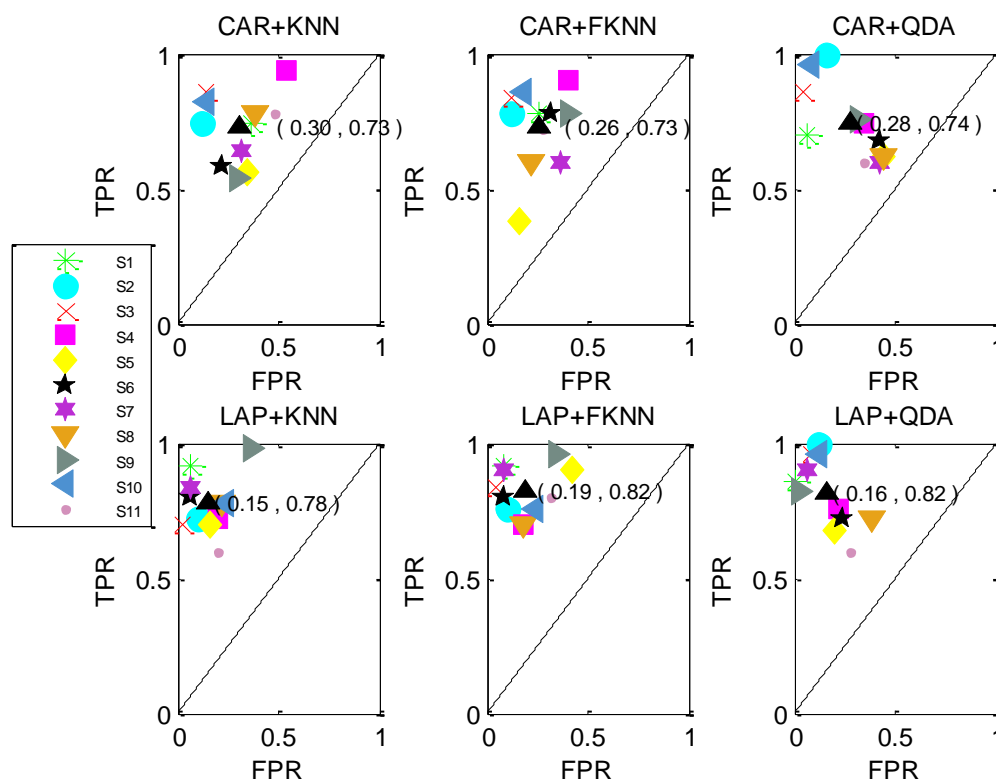 CAR+KNN
CAR+FKNN
CAR+QDA
1
0.5
0
TPR
( 0.30 , 0.73 )
0
0.5
1
FPR
1
0.5
0
TPR
( 0.26 , 0.73 )
0
0.5
1
FPR
1
0.5
0
TPR
( 0.28 , 0.74 )
0
0.5
1
FPR
S1
S2
S3
S4
S5
S6
S7
S8
S9
S10
S11
LAP+KNN
LAP+FKNN
LAP+QDA
1
0.5
0
TPR
( 0.15 , 0.78 )
0
0.5
1
FPR
1
0.5
0
TPR
( 0.19 , 0.82 )
0
0.5
1
FPR
1
0.5
0
TPR
( 0.16 , 0.82 )
0
0.5
1
FPR